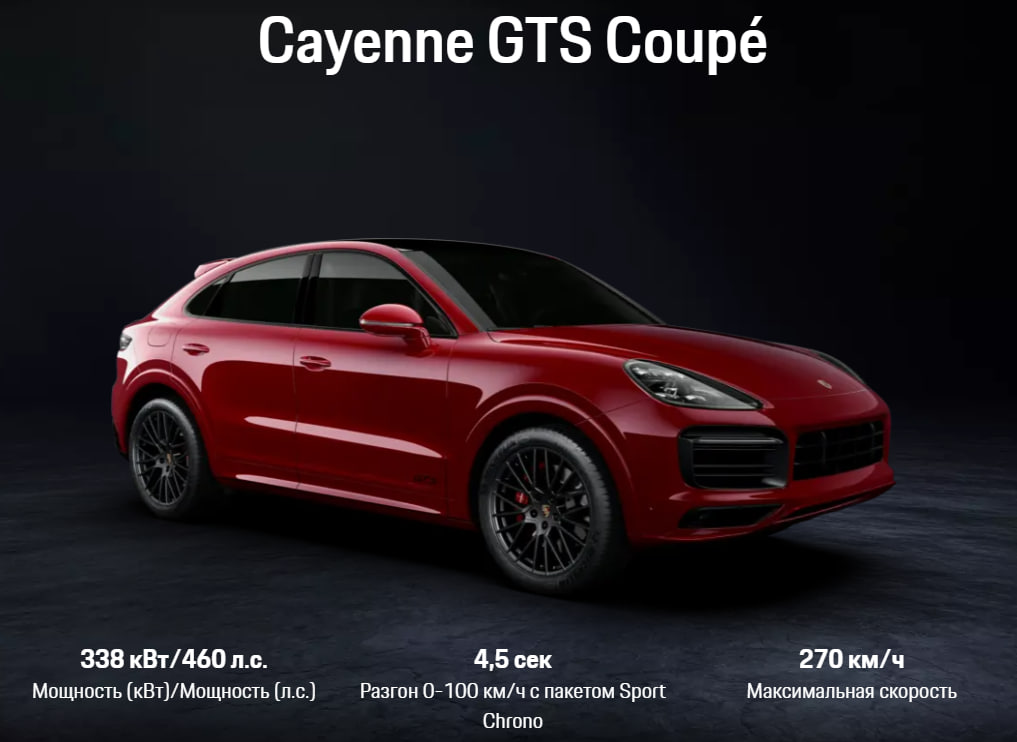 Cayenne GTS Coupé
GTS
338 кВт/460 л.с.
4,5 сек
270 км/ч
Мощность (кВт)/Мощность (л.с.)
Разгон 0-100 км/ч с пакетом Sport
Chrono
Максимальная скорость